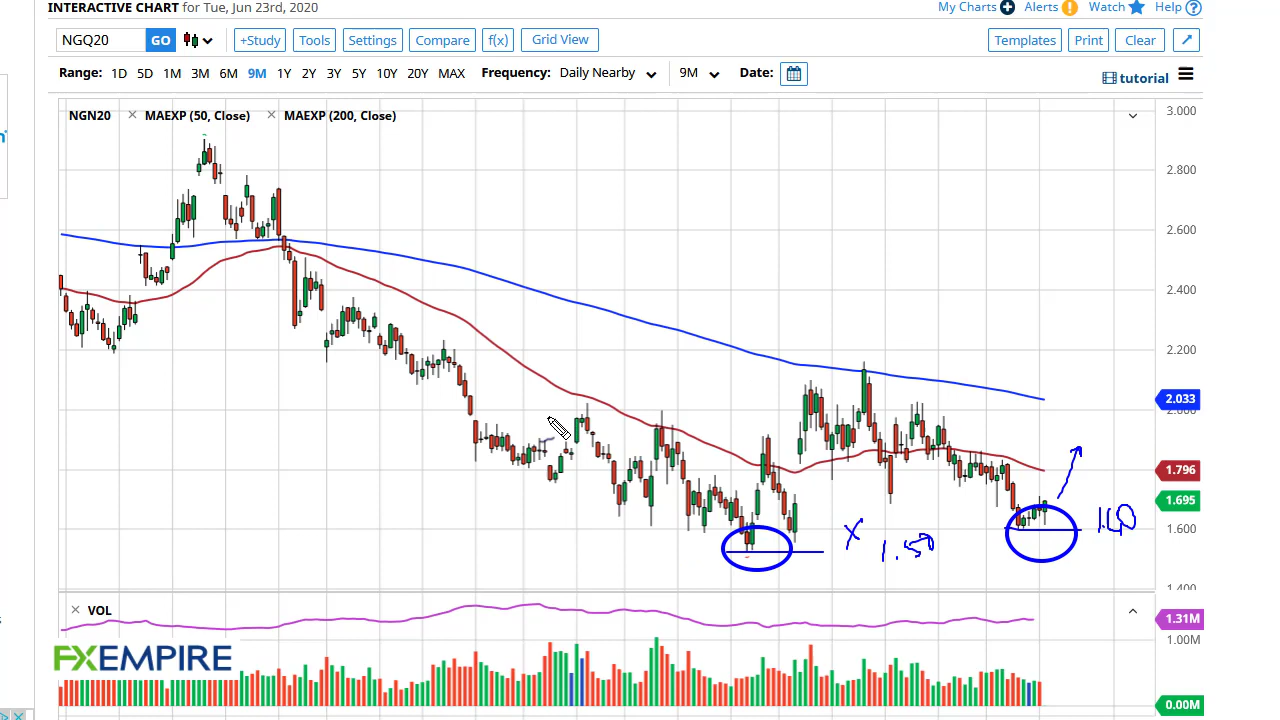 INTERACTIVE CHART for Tue, Jun 23rd, 2020
My Charts Alerts Watch Help
NGQ20 GO +Study Tools Settings Compare f(x) Grid View Templates Print Clear
Range: 1D 5D 1M 3M 6M 9M 1Y 2Y 3Y 5Y 10Y 20Y MAX Frequency: Daily Nearby 9M Date:
tutorial
NGN20 × MAEXP (50, Close) × MAEXP (200, Close)
3.000
2.800
2.600
2.400
2.200
2.033
2.000
1.796
1.695
1.600
1.60
1.50
X
1.400
× VOL
1.31M
1.00M
FXEMPIRE
0.00M